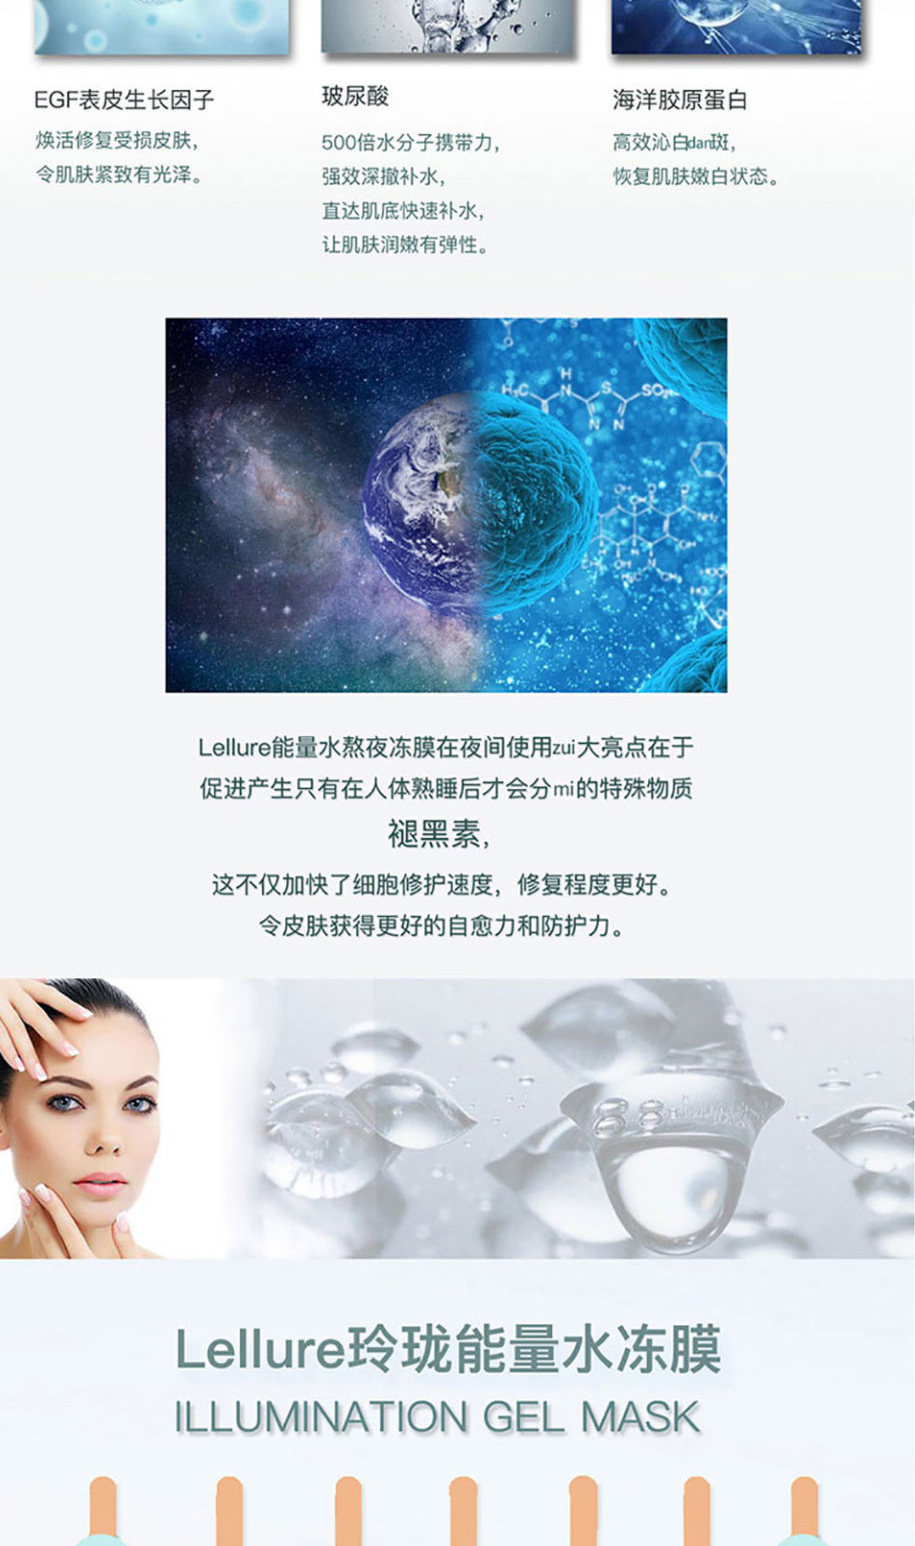 EGF表皮生长因子
焕活修复受损皮肤,
令肌肤紧致有光泽。
玻尿酸
500倍水分子携带力,
强效深撤补水,
直达肌底快速补水,
让肌肤润嫩有弹性。
海洋胶原蛋白
高效沁白dan斑,
恢复肌肤嫩白状态。
H₃C
H
N
S
N
N
Lellure能量水熬夜冻膜在夜间使用zui大亮点在于
促进产生只有在人体熟睡后才会分mi的特殊物质
褪黑素,
这不仅加快了细胞修护速度，修复程度更好。
令皮肤获得更好的自愈力和防护力。
Lellure玲珑能量水冻膜
ILLUMINATION GEL MASK